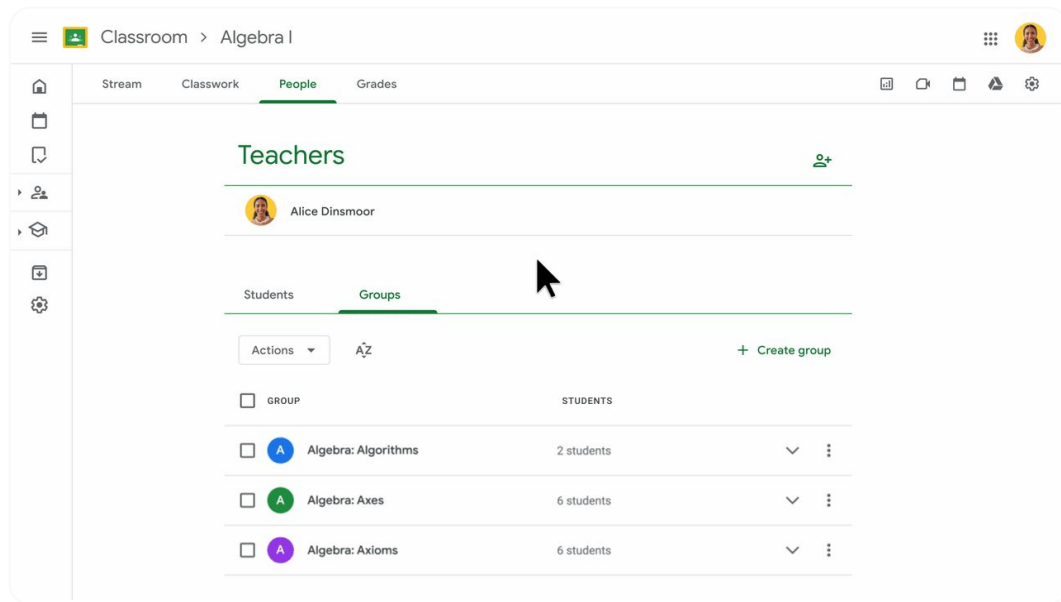 Classroom > Algebra I
Stream Classwork People Grades
Teachers
Alice Dinsmoor
Students Groups
Actions AZ + Create group
GROUP STUDENTS
A Algebra: Algorithms 2 students
A Algebra: Axes 6 students
A Algebra: Axioms 6 students